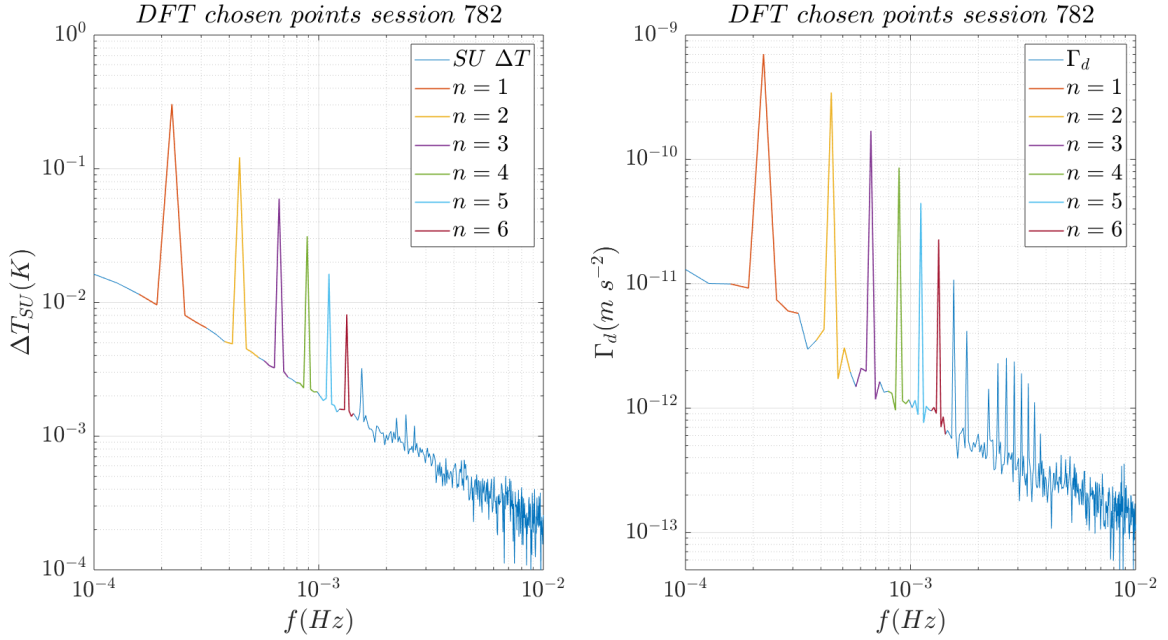 DFT chosen points session 782
10⁰
10⁻¹
10⁻²
10⁻³
10⁻⁴
ΔT_SU(K)
SU ΔT
n = 1
n = 2
n = 3
n = 4
n = 5
n = 6
10⁻⁴
10⁻³
10⁻²
f(Hz)
DFT chosen points session 782
10⁻⁹
10⁻¹⁰
10⁻¹¹
10⁻¹²
10⁻¹³
Γ_d(m s⁻²)
Γ_d
n = 1
n = 2
n = 3
n = 4
n = 5
n = 6
10⁻⁴
10⁻³
10⁻²
f(Hz)